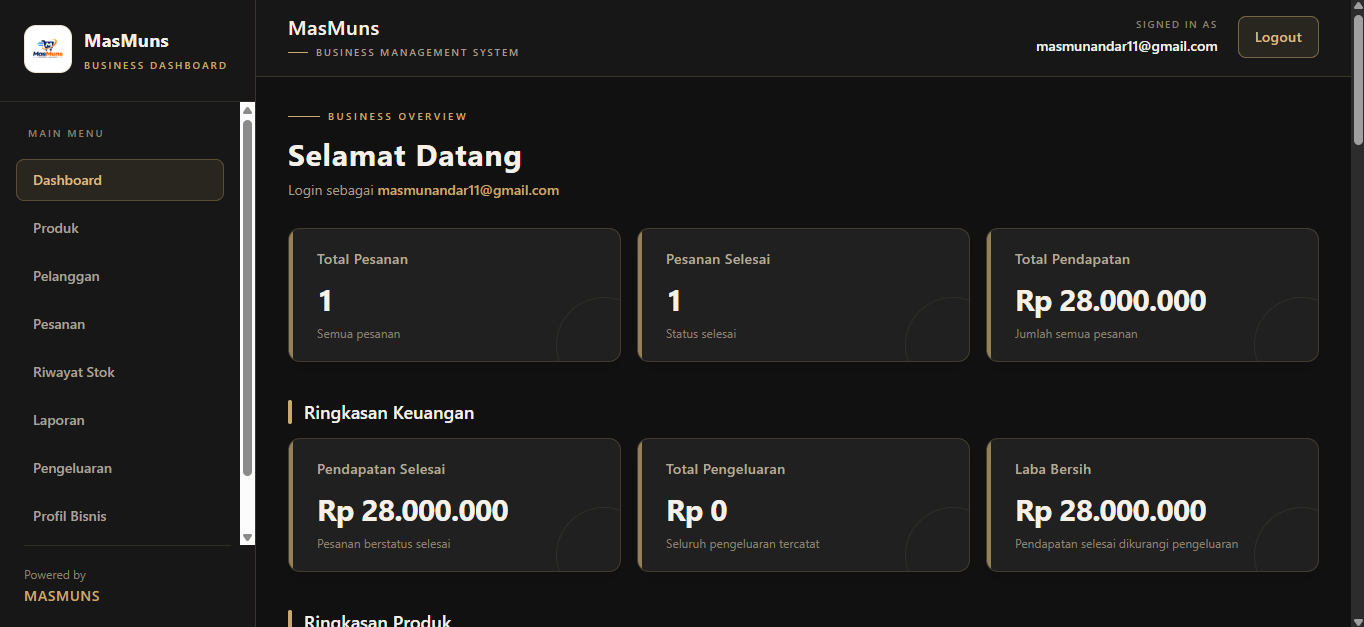 MasMuns
BUSINESS DASHBOARD
MAIN MENU
Dashboard
Produk
Pelanggan
Pesanan
Riwayat Stok
Laporan
Pengeluaran
Profil Bisnis
Powered by
MASMUNS
MasMuns
BUSINESS MANAGEMENT SYSTEM
SIGNED IN AS
masmunandar11@gmail.com
Logout
BUSINESS OVERVIEW
Selamat Datang
Login sebagai masmunandar11@gmail.com
Total Pesanan
1
Semua pesanan
Pesanan Selesai
1
Status selesai
Total Pendapatan
Rp 28.000.000
Jumlah semua pesanan
Ringkasan Keuangan
Pendapatan Selesai
Rp 28.000.000
Pesanan berstatus selesai
Total Pengeluaran
Rp 0
Seluruh pengeluaran tercatat
Laba Bersih
Rp 28.000.000
Pendapatan selesai dikurangi pengeluaran
Ringkasan Produk